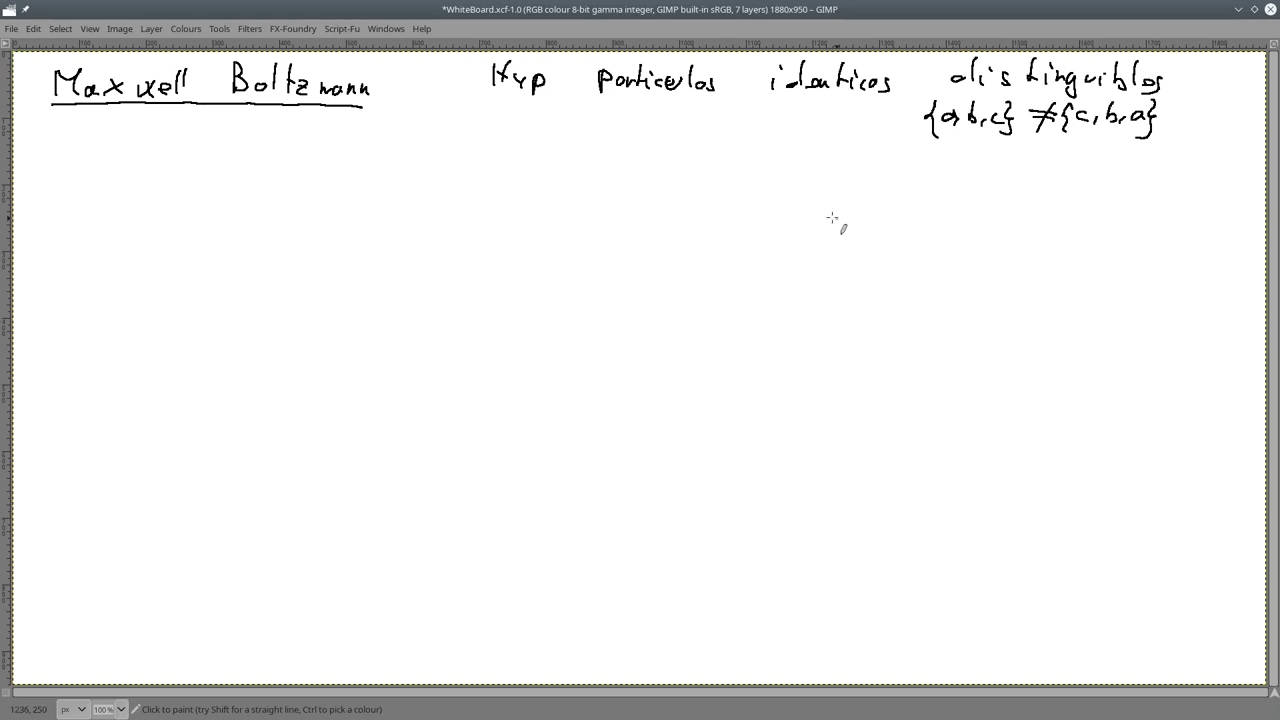 *WhiteBoard.xcf-1.0 (RGB colour 8-bit gamma integer, GIMP built-in sRGB, 7 layers) 1880x950 – GIMP
File Edit Select View Image Layer Colours Tools Filters FX-Foundry Script-Fu Windows Help
Maxwell Boltzmann Hyp particulas identicas distinguibles
{a,b,c} ≠ {c,b,a}
1236, 250 px 100 % Click to paint (try Shift for a straight line, Ctrl to pick a colour)